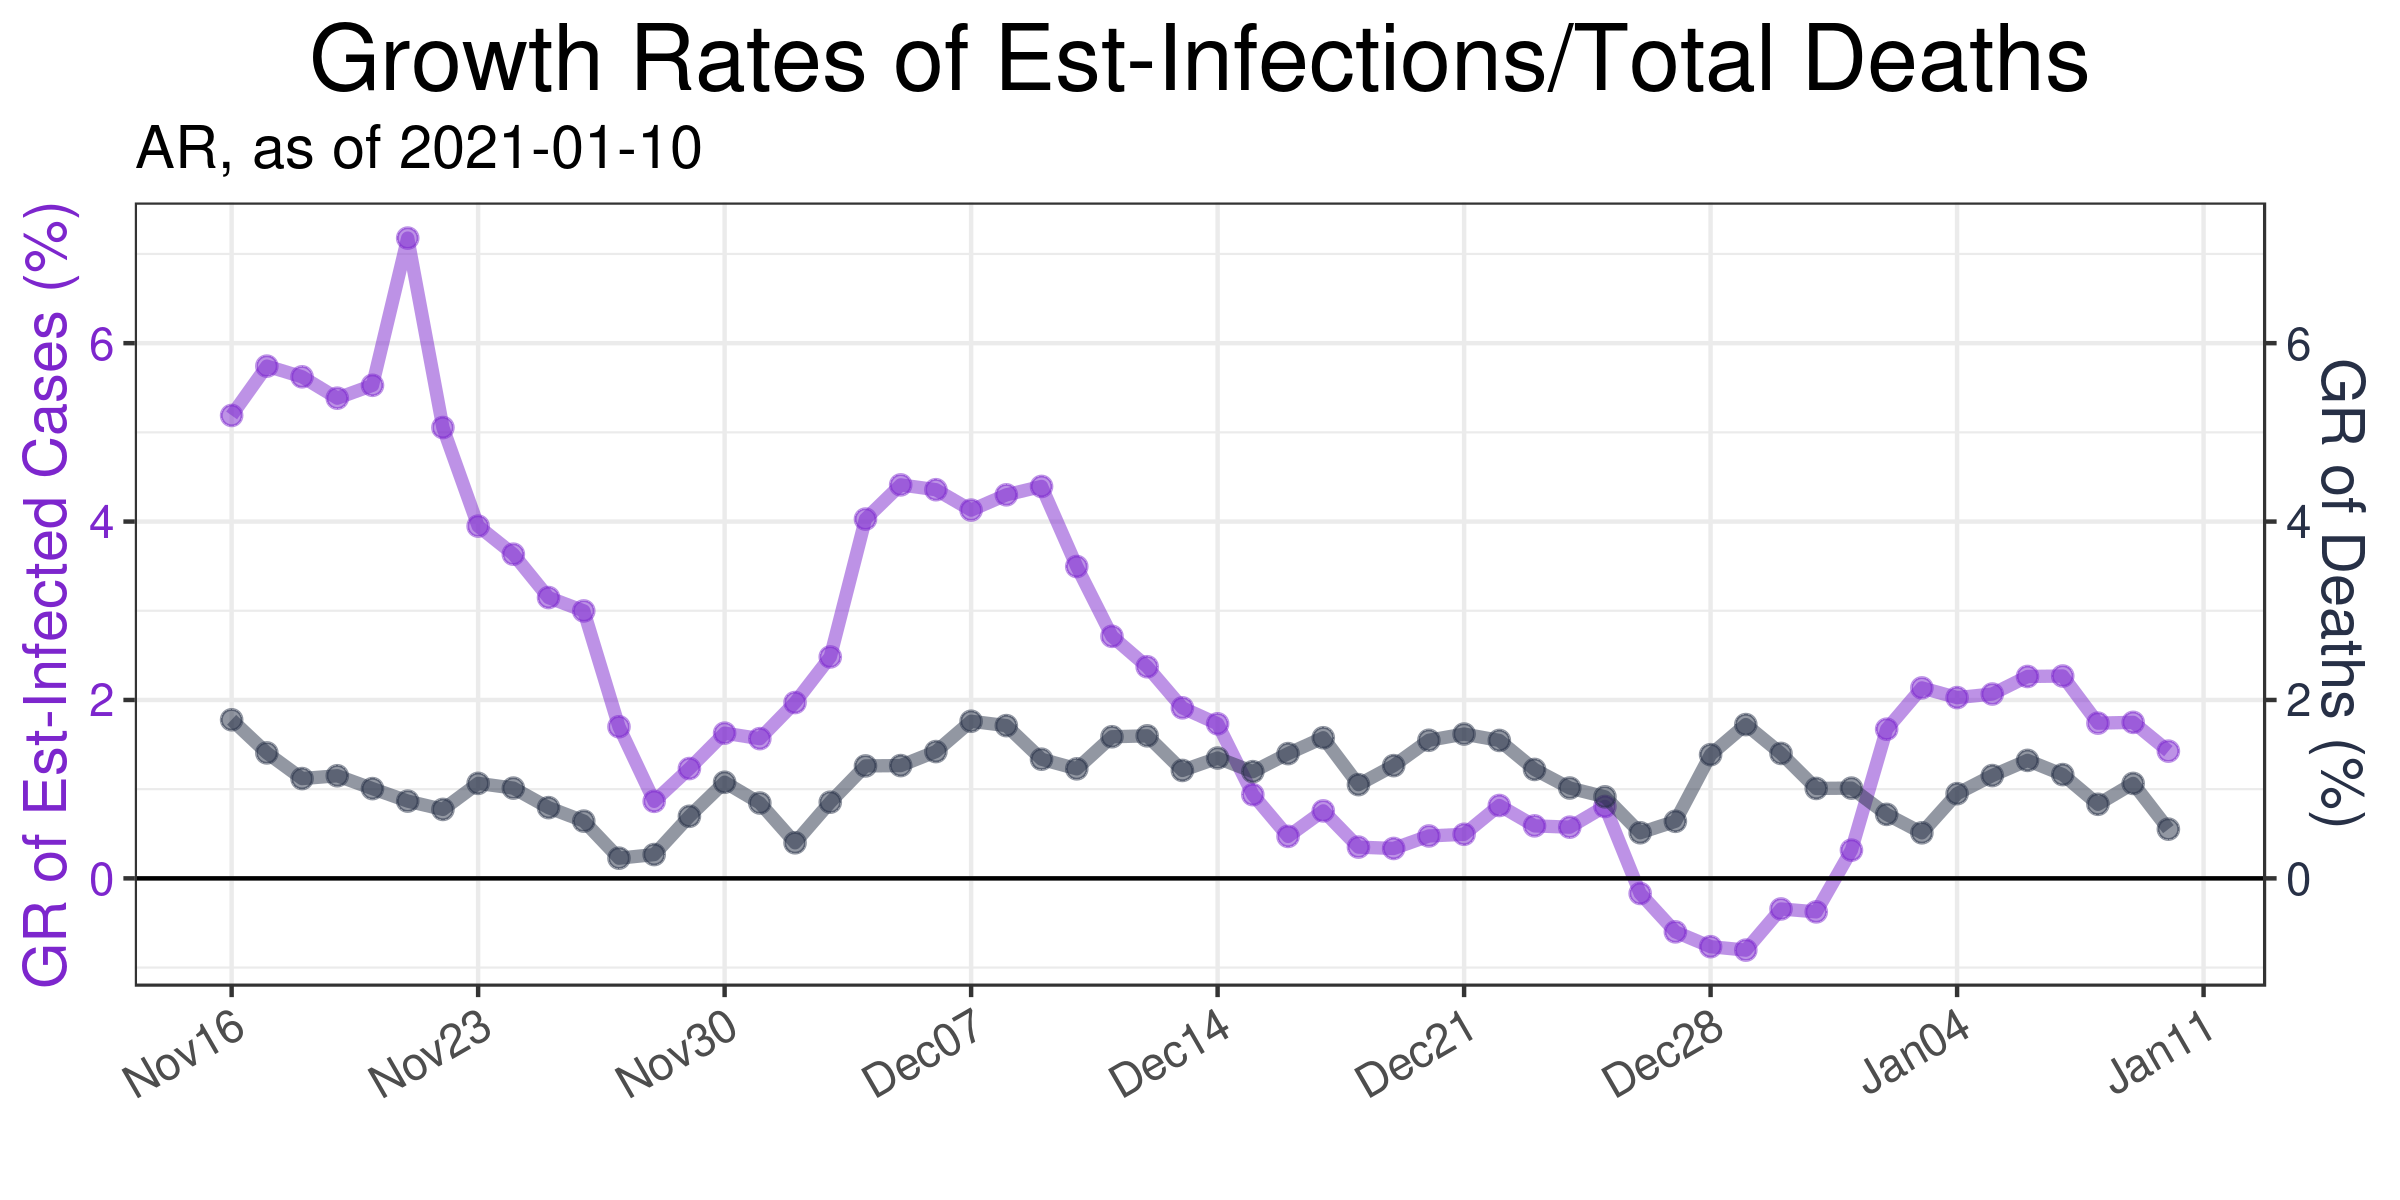 Growth Rates of Est-Infections/Total Deaths
AR, as of 2021-01-10
GR of Est-Infected Cases (%)
6
4
2
0
6
4
2
0
GR of Deaths (%)
Nov16
Nov23
Nov30
Dec07
Dec14
Dec21
Dec28
Jan04
Jan11